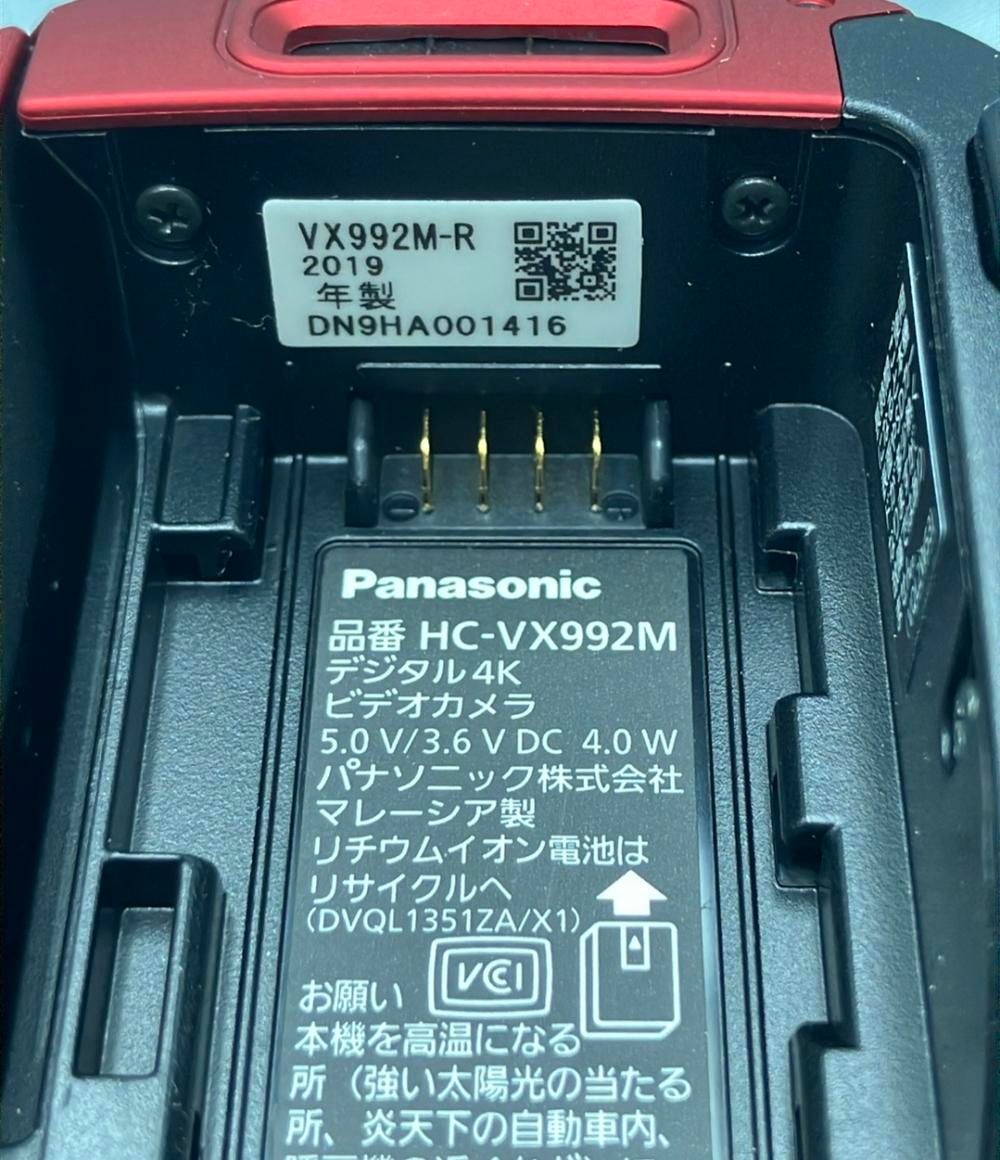 VX992M-R
2019
年製
DN9HA001416
Panasonic
品番 HC-VX992M
デジタル4K
ビデオカメラ
5.0 V/3.6 V DC 4.0 W
パナソニック株式会社
マレーシア製
リチウムイオン電池は
リサイクルへ
(DVQL1351ZA/X1)
VCCI
お願い
本機を高温になる
所（強い太陽光の当たる
所、炎天下の自動車内、